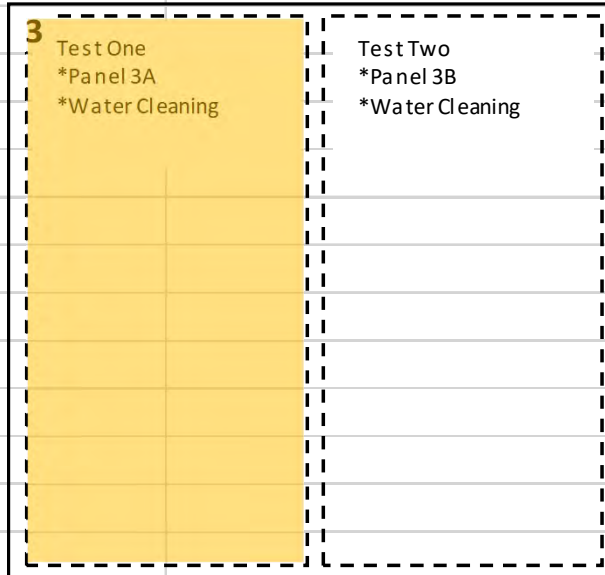 3
Test One
*Panel 3A
*Water Cleaning
Test Two
*Panel 3B
*Water Cleaning